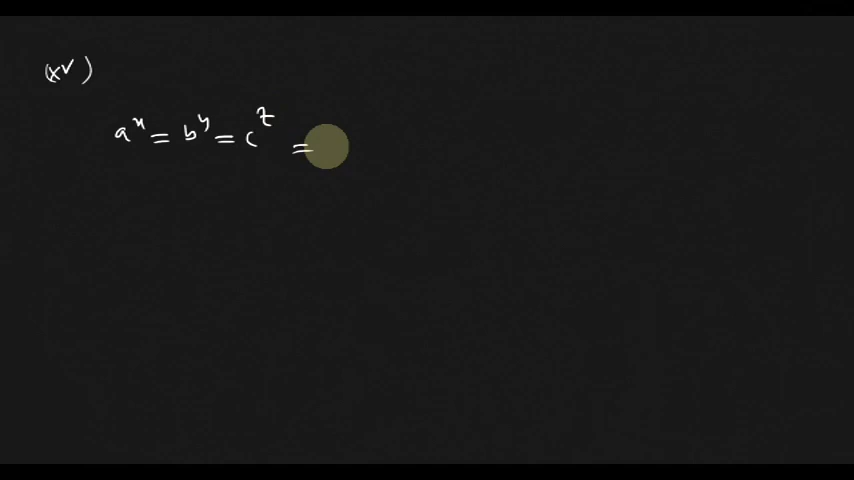 (xv)
a^x = b^y = c^z =